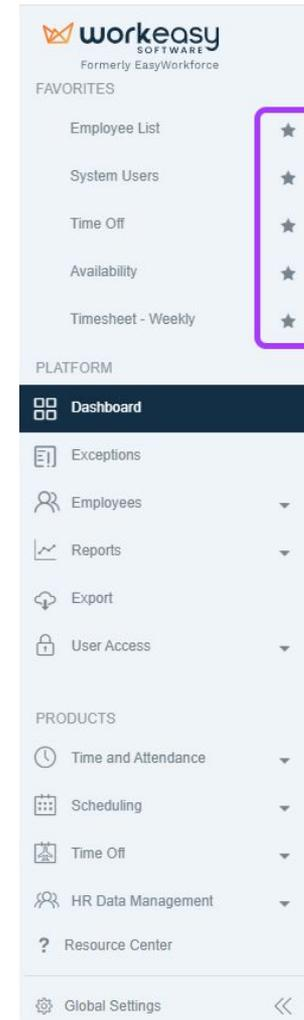 workeasy
SOFTWARE
Formerly EasyWorkforce
FAVORITES
Employee List
System Users
Time Off
Availability
Timesheet - Weekly
PLATFORM
Dashboard
Exceptions
Employees
Reports
Export
User Access
PRODUCTS
Time and Attendance
Scheduling
Time Off
HR Data Management
? Resource Center
Global Settings